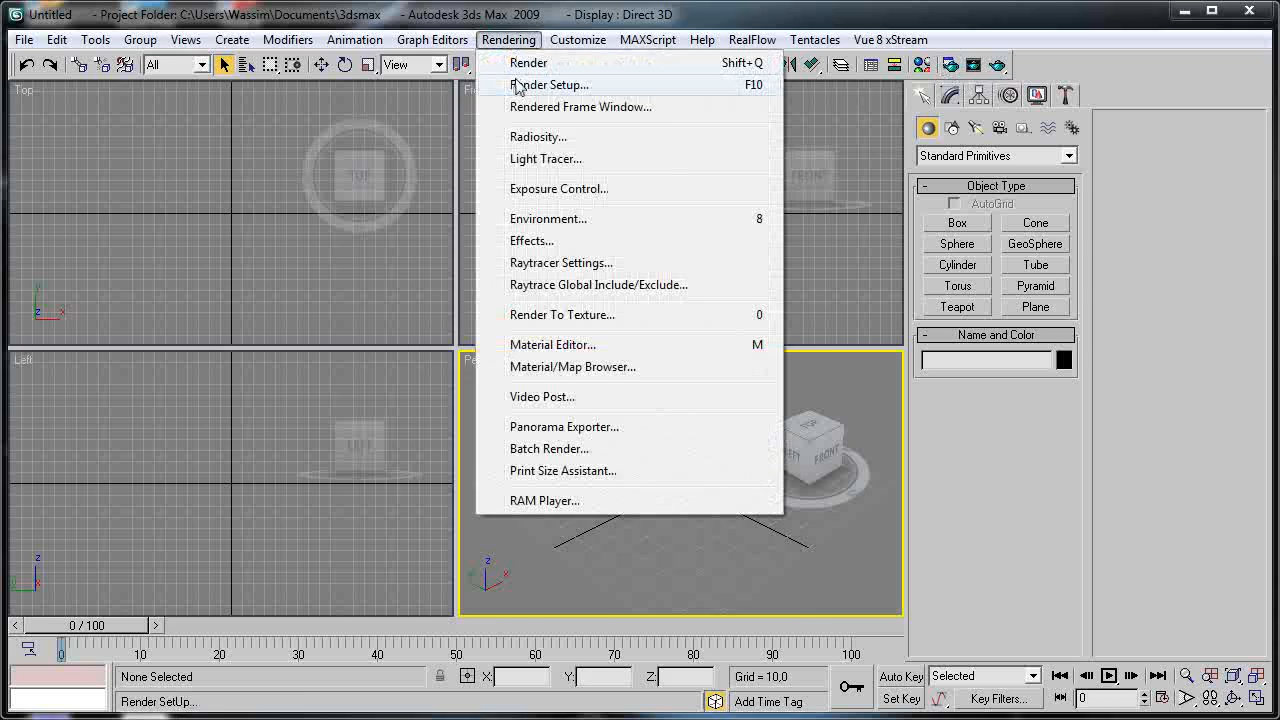 Untitled - Project Folder: C:\Users\Wassim\Documents\3dsmax - Autodesk 3ds Max 2009 - Display : Direct 3D
File Edit Tools Group Views Create Modifiers Animation Graph Editors Rendering Customize MAXScript Help RealFlow Tentacles Vue 8 xStream
All View
Render Shift+Q
Render Setup... F10
Rendered Frame Window...
Radiosity...
Light Tracer...
Exposure Control...
Environment... 8
Effects...
Raytracer Settings...
Raytrace Global Include/Exclude...
Render To Texture... 0
Material Editor... M
Material/Map Browser...
Video Post...
Panorama Exporter...
Batch Render...
Print Size Assistant...
RAM Player...
Top
TOP
z x
FRONT
Left
LEFT
z
x
TOP
LEFT FRONT
z
x
Standard Primitives
- Object Type
AutoGrid
Box Cone
Sphere GeoSphere
Cylinder Tube
Torus Pyramid
Teapot Plane
- Name and Color
< 0 / 100 >
0 10 20 30 40 50 60 70 80 90 100
None Selected X: Y: Z: Grid = 10,0 Auto Key Selected
Render SetUp... Add Time Tag Set Key Key Filters... 0